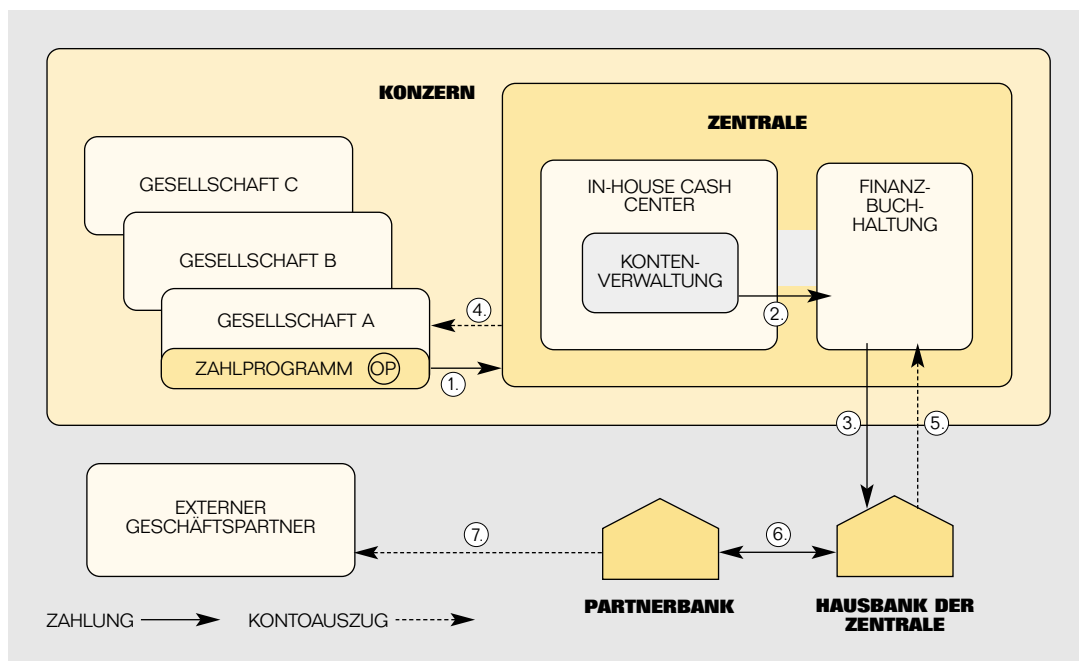 KONZERN
ZENTRALE
GESELLSCHAFT C
GESELLSCHAFT B
GESELLSCHAFT A
ZAHLPROGRAMM OP
4.
1.
IN-HOUSE CASH
CENTER
KONTEN-
VERWALTUNG
2.
FINANZ-
BUCH-
HALTUNG
3.
5.
EXTERNER
GESCHÄFTSPARTNER
7.
6.
PARTNERBANK
HAUSBANK DER
ZENTRALE
ZAHLUNG
KONTOAUSZUG